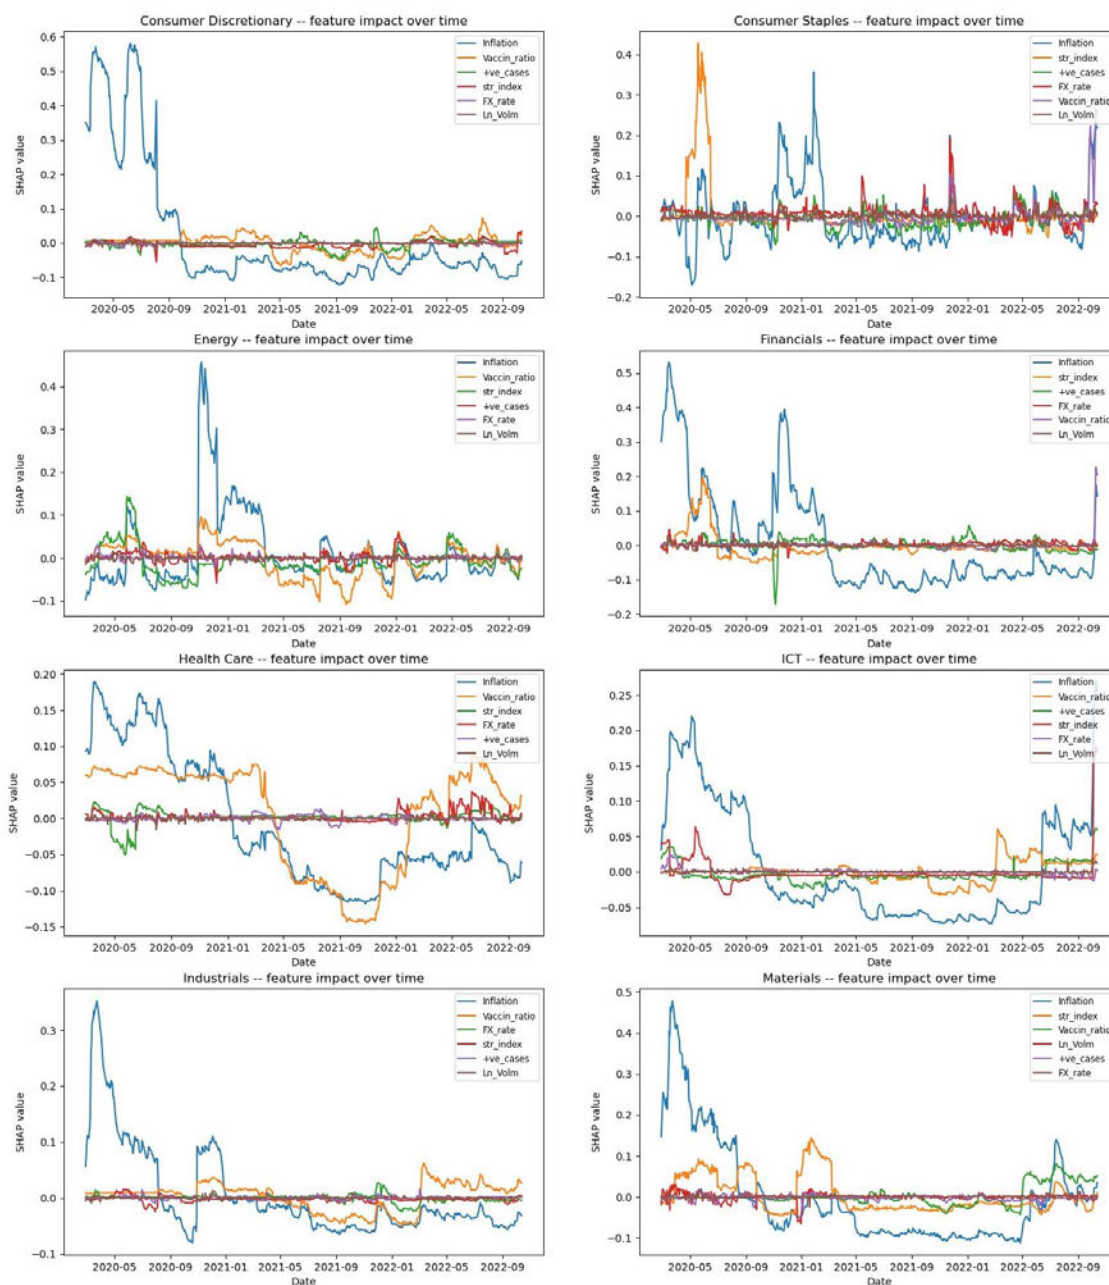 Consumer Discretionary -- feature impact over time
0.6
0.5
0.4
0.3
0.2
0.1
0.0
−0.1
SHAP value
Inflation
Vaccin_ratio
+ve_cases
str_index
FX_rate
Ln_Volm
2020-05 2020-09 2021-01 2021-05 2021-09 2022-01 2022-05 2022-09
Date
Consumer Staples -- feature impact over time
0.4
0.3
0.2
0.1
0.0
−0.1
−0.2
SHAP value
Inflation
str_index
+ve_cases
FX_rate
Vaccin_ratio
Ln_Volm
2020-05 2020-09 2021-01 2021-05 2021-09 2022-01 2022-05 2022-09
Date
Energy -- feature impact over time
0.4
0.3
0.2
0.1
0.0
−0.1
SHAP value
Inflation
Vaccin_ratio
str_index
+ve_cases
FX_rate
Ln_Volm
2020-05 2020-09 2021-01 2021-05 2021-09 2022-01 2022-05 2022-09
Date
Financials -- feature impact over time
0.5
0.4
0.3
0.2
0.1
0.0
−0.1
−0.2
SHAP value
Inflation
str_index
+ve_cases
FX_rate
Vaccin_ratio
Ln_Volm
2020-05 2020-09 2021-01 2021-05 2021-09 2022-01 2022-05 2022-09
Date
Health Care -- feature impact over time
0.20
0.15
0.10
0.05
0.00
−0.05
−0.10
−0.15
SHAP value
Inflation
Vaccin_ratio
str_index
FX_rate
+ve_cases
Ln_Volm
2020-05 2020-09 2021-01 2021-05 2021-09 2022-01 2022-05 2022-09
Date
ICT -- feature impact over time
0.25
0.20
0.15
0.10
0.05
0.00
−0.05
SHAP value
Inflation
Vaccin_ratio
+ve_cases
str_index
FX_rate
Ln_Volm
2020-05 2020-09 2021-01 2021-05 2021-09 2022-01 2022-05 2022-09
Date
Industrials -- feature impact over time
0.3
0.2
0.1
0.0
−0.1
SHAP value
Inflation
Vaccin_ratio
FX_rate
str_index
+ve_cases
Ln_Volm
2020-05 2020-09 2021-01 2021-05 2021-09 2022-01 2022-05 2022-09
Date
Materials -- feature impact over time
0.5
0.4
0.3
0.2
0.1
0.0
−0.1
SHAP value
Inflation
str_index
Vaccin_ratio
Ln_Volm
+ve_cases
FX_rate
2020-05 2020-09 2021-01 2021-05 2021-09 2022-01 2022-05 2022-09
Date